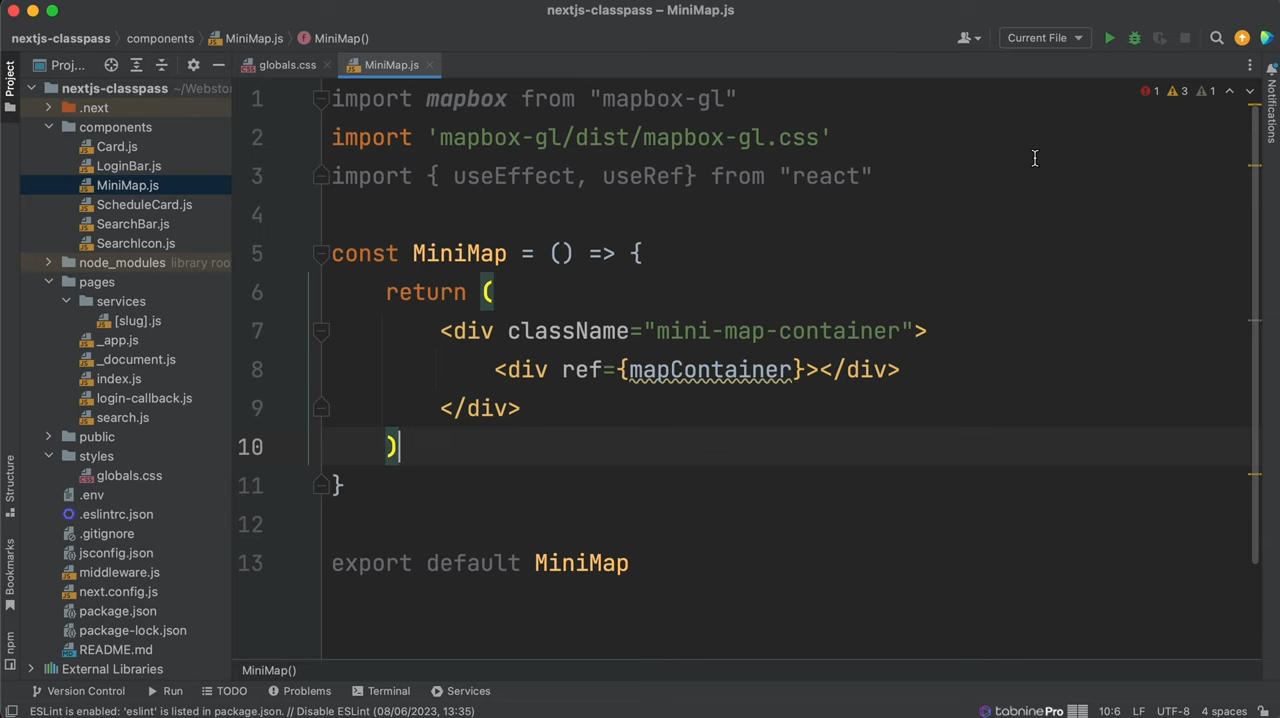 nextjs-classpass – MiniMap.js
nextjs-classpass
components
MiniMap.js
MiniMap()
Current File
Project
Proj...
globals.css
MiniMap.js
nextjs-classpass ~/Websto
.next
components
Card.js
LoginBar.js
MiniMap.js
ScheduleCard.js
SearchBar.js
SearchIcon.js
node_modules library roo
pages
services
[slug].js
_app.js
_document.js
index.js
login-callback.js
search.js
public
styles
globals.css
.env
.eslintrc.json
.gitignore
jsconfig.json
middleware.js
next.config.js
package.json
package-lock.json
README.md
External Libraries
Structure
Bookmarks
npm
1 import mapbox from "mapbox-gl"
2 import 'mapbox-gl/dist/mapbox-gl.css'
3 import { useEffect, useRef} from "react"
4
5 const MiniMap = () => {
6 return (
7 <div className="mini-map-container">
8 <div ref={mapContainer}></div>
9 </div>
10 )
11 }
12
13 export default MiniMap
1 3 1
Notifications
MiniMap()
Version Control
Run
TODO
Problems
Terminal
Services
ESLint is enabled: 'eslint' is listed in package.json. // Disable ESLint (08/06/2023, 13:35)
tabnine Pro
10:6
LF
UTF-8
4 spaces